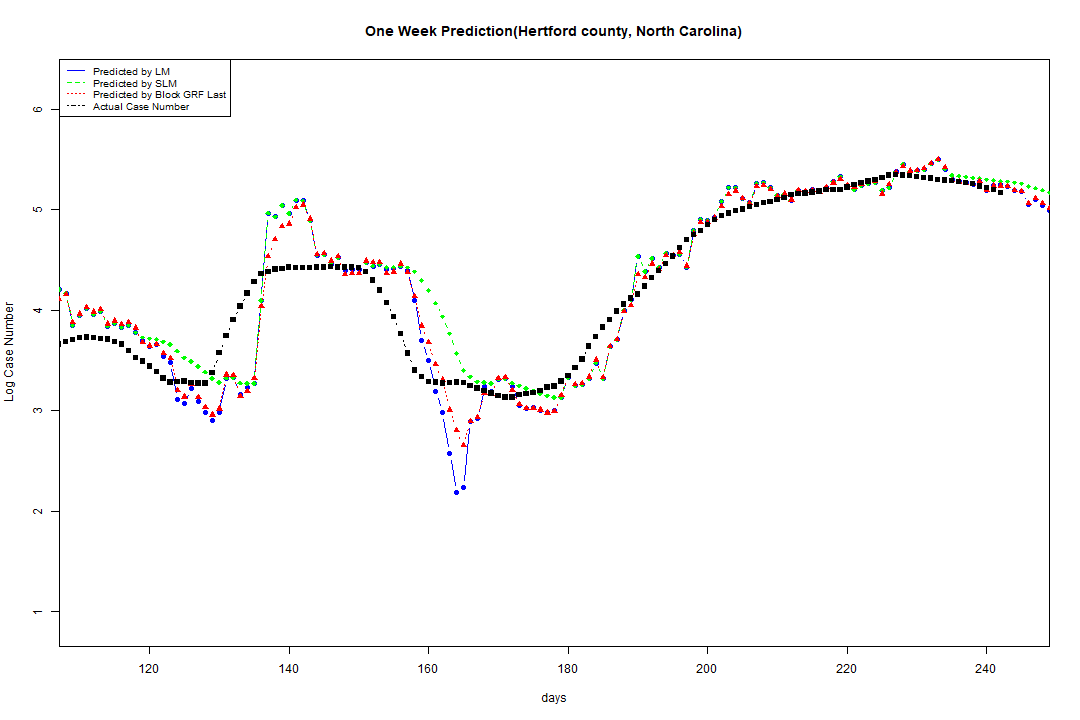 One Week Prediction(Hertford county, North Carolina)
Predicted by LM
Predicted by SLM
Predicted by Block GRF Last
Actual Case Number
6
5
4
3
2
1
Log Case Number
120 140 160 180 200 220 240
days